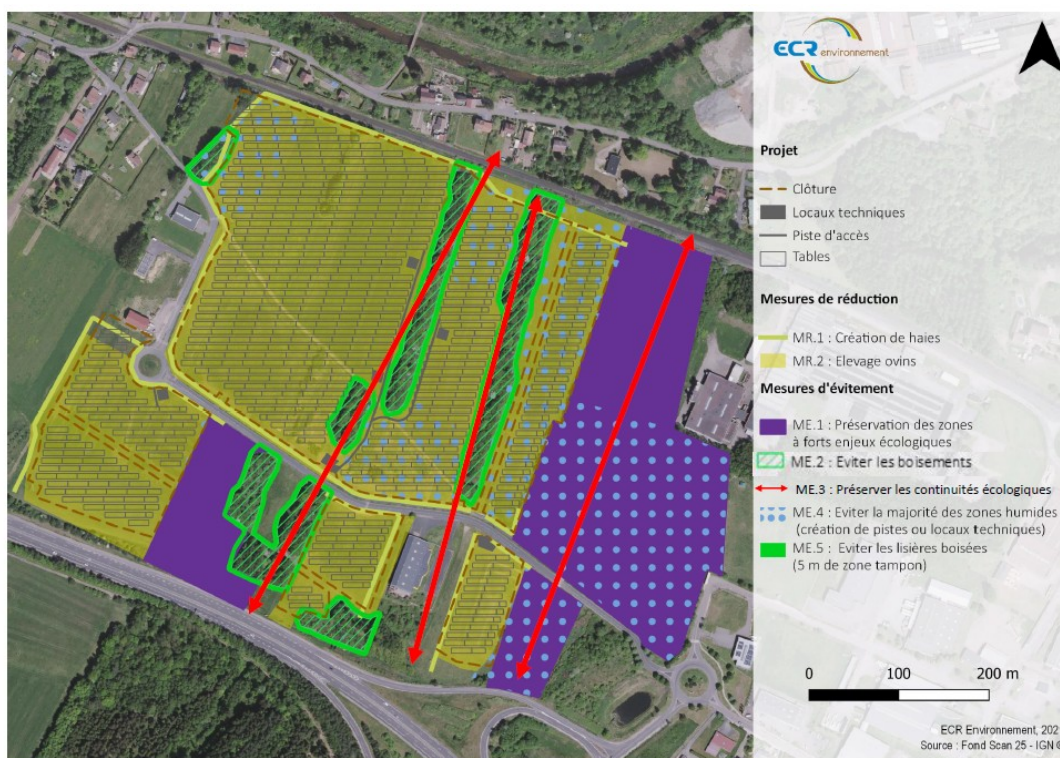 ECR environnement
Projet
Clôture
Locaux techniques
Piste d'accès
Tables
Mesures de réduction
MR.1 : Création de haies
MR.2 : Elevage ovins
Mesures d'évitement
ME.1 : Préservation des zones
à forts enjeux écologiques
ME.2 : Eviter les boisements
ME.3 : Préserver les continuités écologiques
ME.4 : Eviter la majorité des zones humides
(création de pistes ou locaux techniques)
ME.5 : Eviter les lisières boisées
(5 m de zone tampon)
0 100 200 m
ECR Environnement, 202
Source : Fond Scan 25 - IGN ©